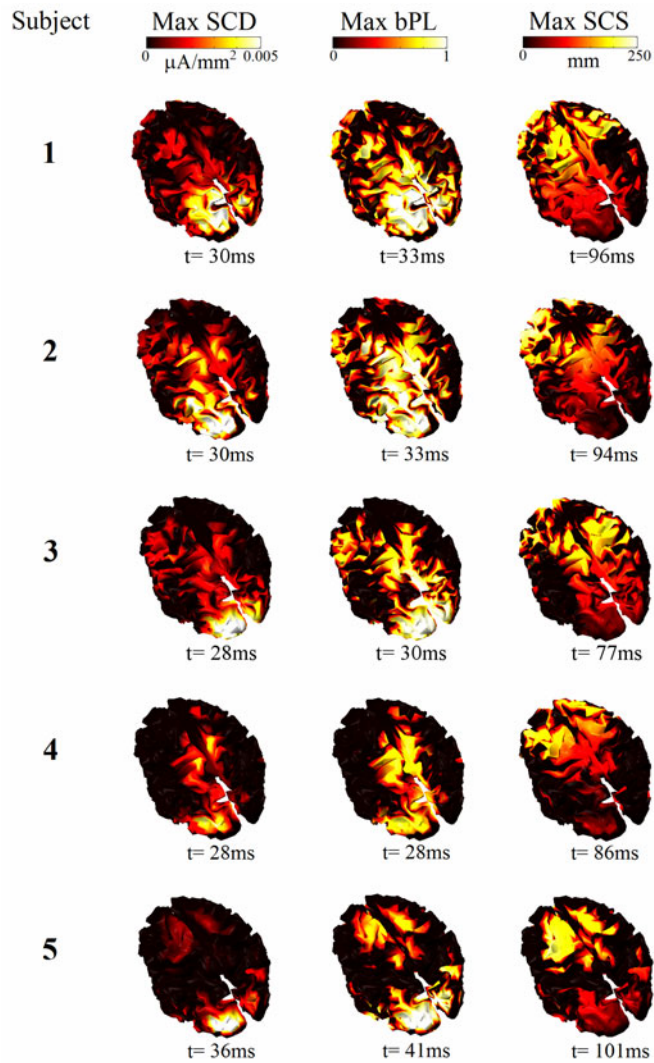 Subject Max SCD Max bPL Max SCS
0 µA/mm² 0.005 0 1 0 mm 250
1
t= 30ms t=33ms t=96ms
2
t= 30ms t= 33ms t= 94ms
3
t= 28ms t= 30ms t= 77ms
4
t= 28ms t= 28ms t= 86ms
5
t= 36ms t= 41ms t= 101ms